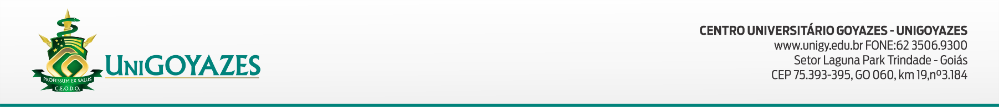 PROFESSUM EX SALUS
C.E.O.D.O.
UNIGOYAZES
CENTRO UNIVERSITÁRIO GOYAZES - UNIGOYAZES
www.unigy.edu.br FONE:62 3506.9300
Setor Laguna Park Trindade - Goiás
CEP 75.393-395, GO 060, km 19,nº3.184